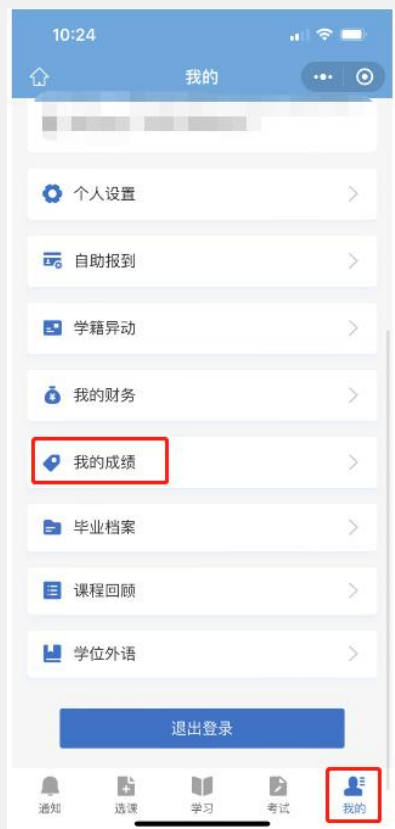 10:24
我的
个人设置
自助报到
学籍异动
我的财务
我的成绩
毕业档案
课程回顾
学位外语
退出登录
通知 选课 学习 考试 我的